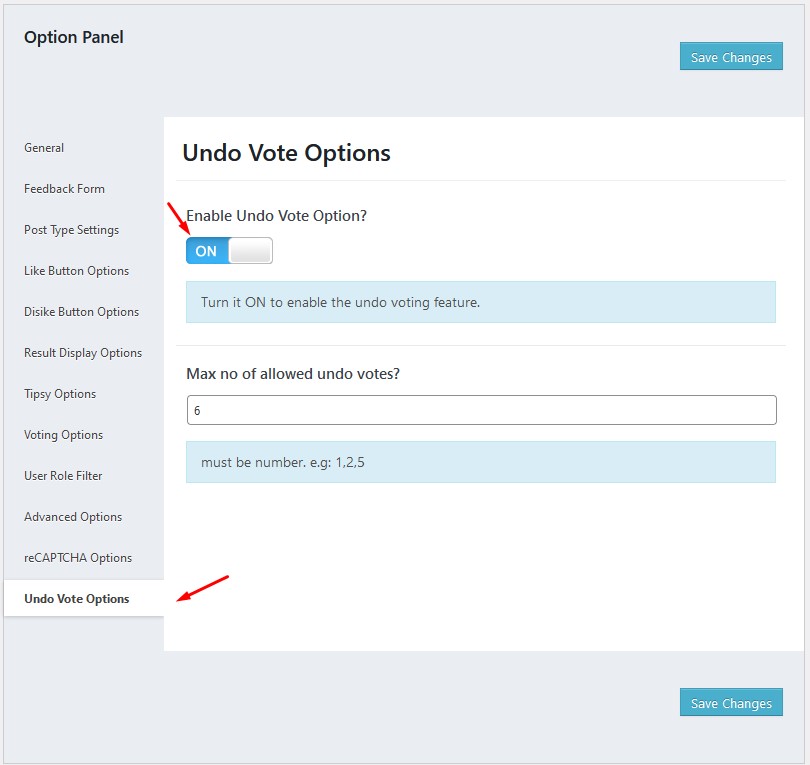 Option Panel
Save Changes
General
Feedback Form
Post Type Settings
Like Button Options
Disike Button Options
Result Display Options
Tipsy Options
Voting Options
User Role Filter
Advanced Options
reCAPTCHA Options
Undo Vote Options
Undo Vote Options
Enable Undo Vote Option?
ON
Turn it ON to enable the undo voting feature.
Max no of allowed undo votes?
6
must be number. e.g: 1,2,5
Save Changes